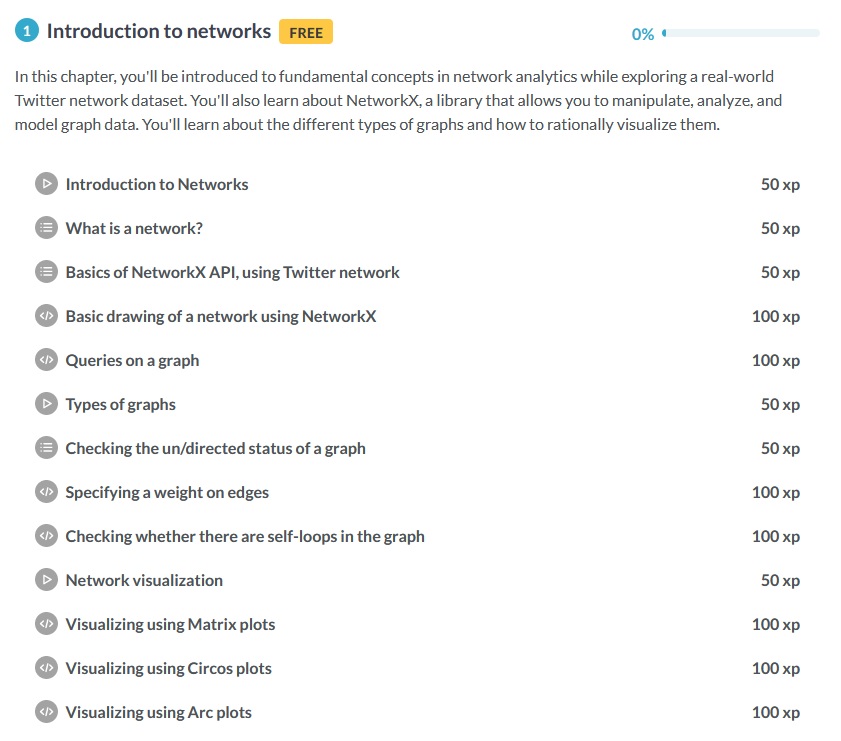 1 Introduction to networks FREE 0%
In this chapter, you'll be introduced to fundamental concepts in network analytics while exploring a real-world
Twitter network dataset. You'll also learn about NetworkX, a library that allows you to manipulate, analyze, and
model graph data. You'll learn about the different types of graphs and how to rationally visualize them.
Introduction to Networks 50 xp
What is a network? 50 xp
Basics of NetworkX API, using Twitter network 50 xp
Basic drawing of a network using NetworkX 100 xp
Queries on a graph 100 xp
Types of graphs 50 xp
Checking the un/directed status of a graph 50 xp
Specifying a weight on edges 100 xp
Checking whether there are self-loops in the graph 100 xp
Network visualization 50 xp
Visualizing using Matrix plots 100 xp
Visualizing using Circos plots 100 xp
Visualizing using Arc plots 100 xp